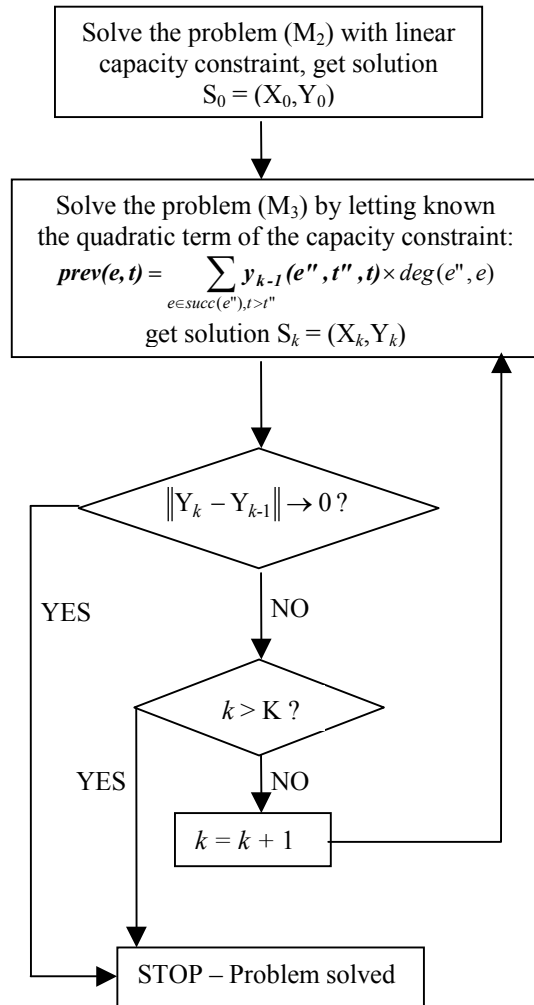 Solve the problem (M₂) with linear
capacity constraint, get solution
S₀ = (X₀,Y₀)
Solve the problem (M₃) by letting known
the quadratic term of the capacity constraint:
prev(e,t) = ∑ yₖ₋₁(e″,t″,t) × deg(e″,e)
e∈succ(e″),t>t″
get solution Sₖ = (Xₖ,Yₖ)
‖Yₖ − Yₖ₋₁‖ → 0 ?
YES
NO
k > K ?
YES
NO
k = k + 1
STOP – Problem solved